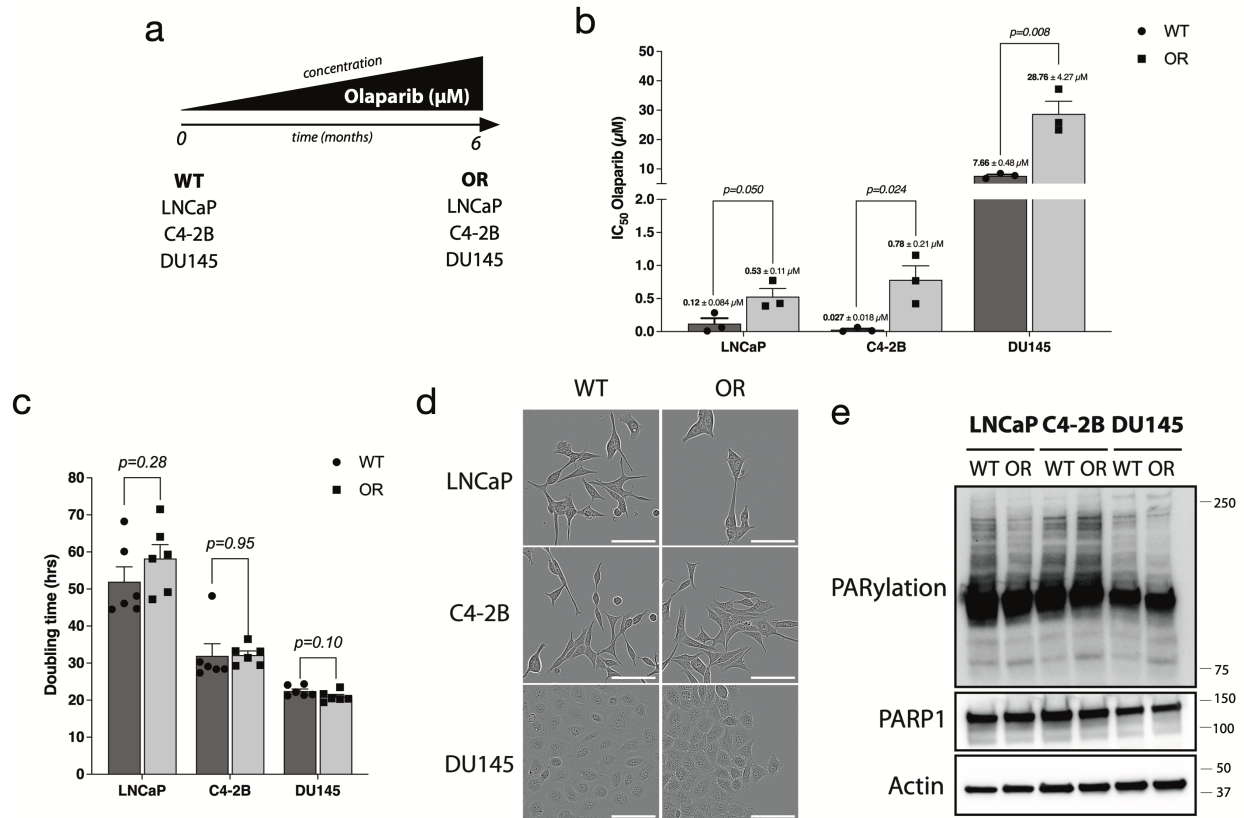 a
concentration
Olaparib (µM)
0
time (months)
6
WT
OR
LNCaP
LNCaP
C4-2B
C4-2B
DU145
DU145
b
WT
OR
IC50 Olaparib (µM)
50
40
30
20
10
2.0
1.5
1.0
0.5
0.0
p=0.050
p=0.024
p=0.008
0.12 ± 0.084 µM
0.53 ± 0.11 µM
0.027 ± 0.018 µM
0.78 ± 0.21 µM
7.66 ± 0.48 µM
28.76 ± 4.27 µM
LNCaP
C4-2B
DU145
c
WT
OR
Doubling time (hrs)
80
70
60
50
40
30
20
10
0
p=0.28
p=0.95
p=0.10
LNCaP
C4-2B
DU145
d
WT
OR
LNCaP
C4-2B
DU145
e
LNCaP C4-2B DU145
WT OR WT OR WT OR
PARylation
250
75
PARP1
150
100
Actin
50
37